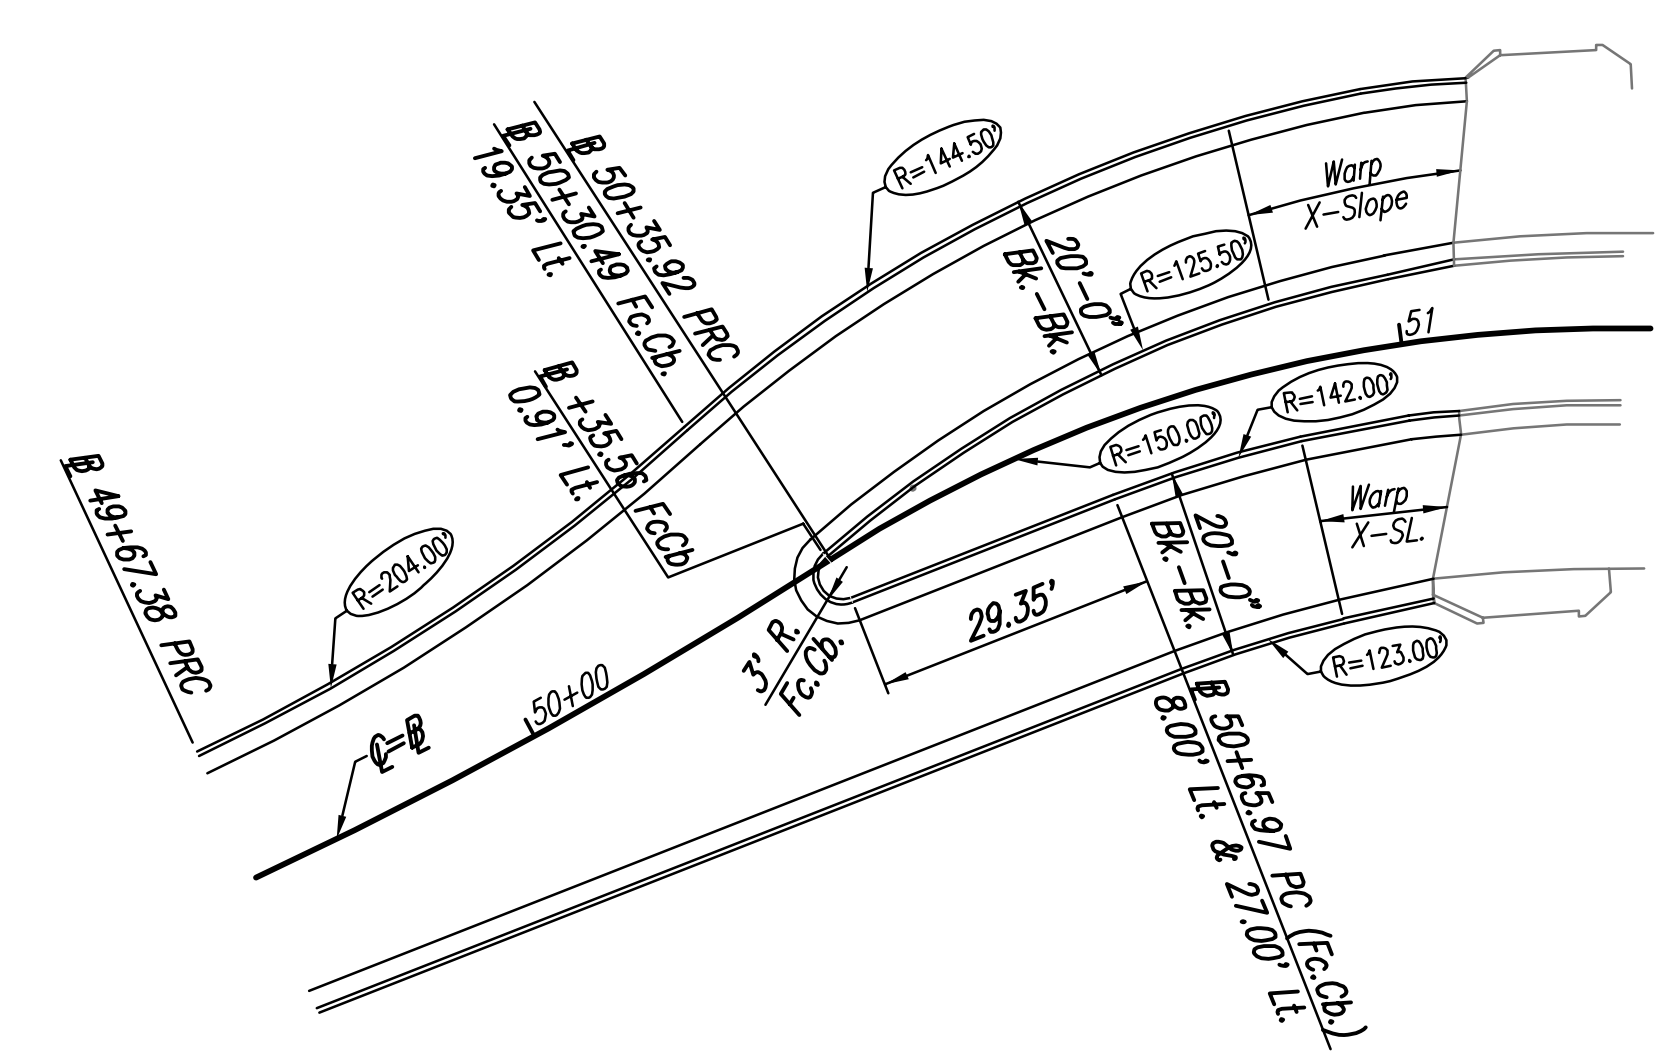 R=144.50'
Warp
X-Slope
℔ 50+35.92 PRC
℔ 50+30.49 Fc.Cb.
19.35' Lt.
20'-0"
Bk.-Bk.
R=125.50'
51
℔ +35.56 FcCb
0.91' Lt.
R=142.00'
R=150.00'
℔ 49+67.38 PRC
Warp
X-SL.
20'-0"
Bk.-Bk.
R=204.00'
29.35'
3' R.
Fc.Cb.
R=123.00'
50+00
℄=℔
℔ 50+65.97 PC (Fc.Cb.)
8.00' Lt. & 27.00' Lt.